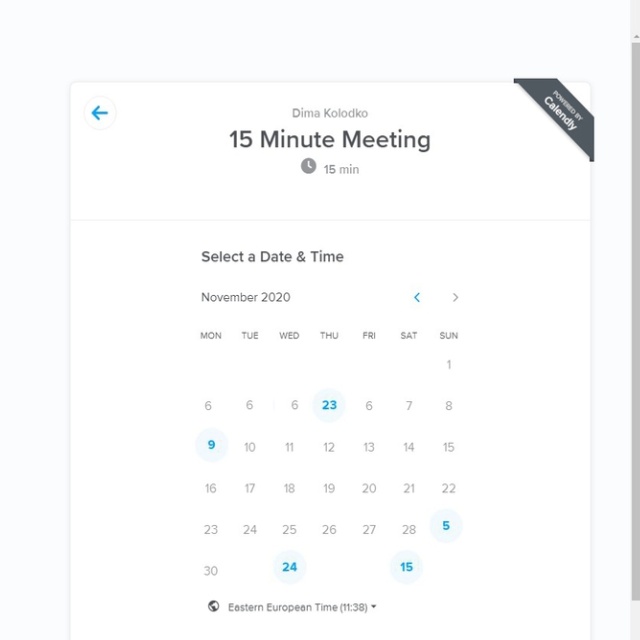 POWERED BY
Calendly
Dima Kolodko
15 Minute Meeting
15 min
Select a Date & Time
November 2020
MON TUE WED THU FRI SAT SUN
1
6 6 6 23 6 7 8
9 10 11 12 13 14 15
16 17 18 19 20 21 22
23 24 25 26 27 28 5
30 24 15
Eastern European Time (11:38)